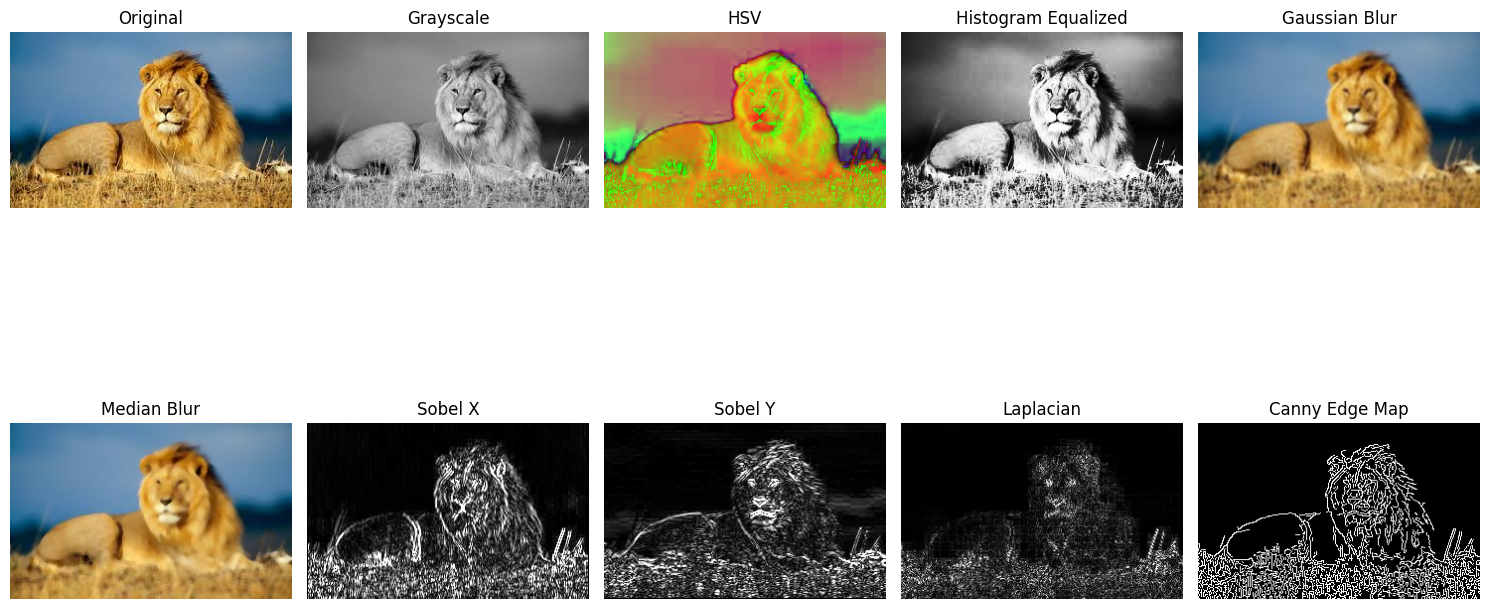 Original
Grayscale
HSV
Histogram Equalized
Gaussian Blur
Median Blur
Sobel X
Sobel Y
Laplacian
Canny Edge Map